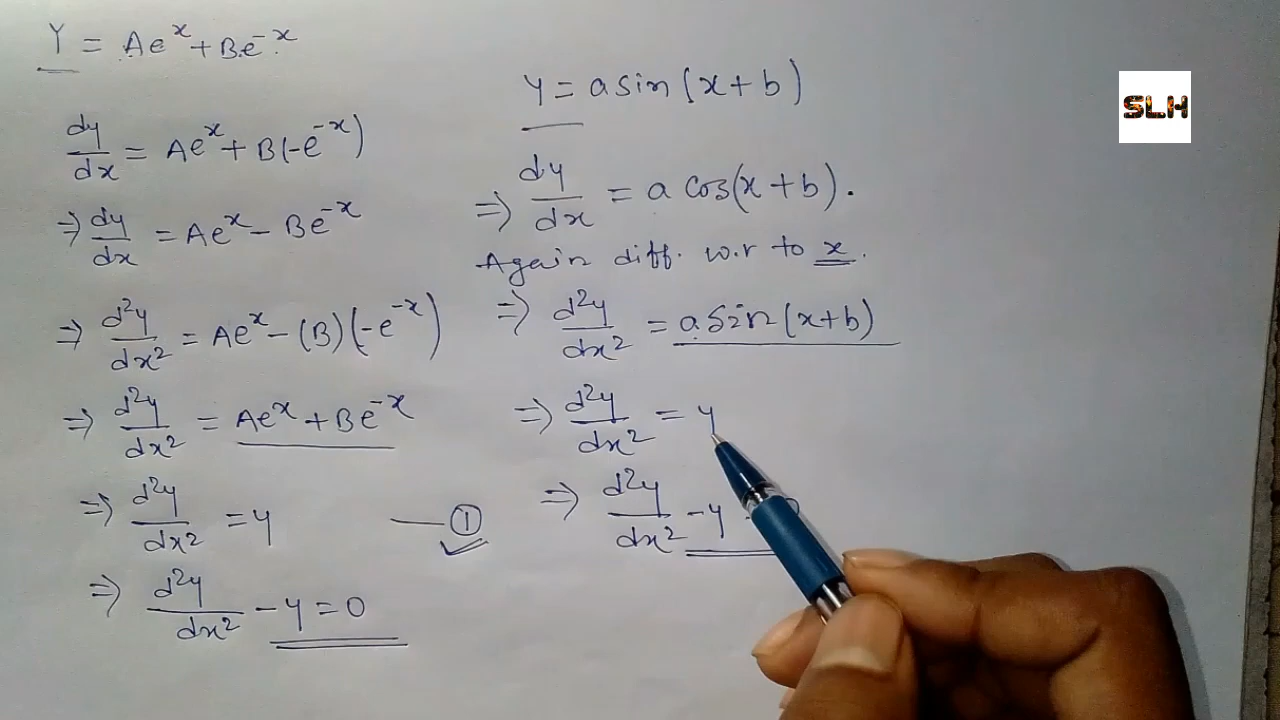 Y = Ae^x + Be^-x
dy/dx = Ae^x + B(-e^-x)
⇒ dy/dx = Ae^x - Be^-x
⇒ d²y/dx² = Ae^x - (B)(-e^-x)
⇒ d²y/dx² = Ae^x + Be^-x
⇒ d²y/dx² = y — ①
⇒ d²y/dx² - y = 0
y = a sin(x+b)
⇒ dy/dx = a cos(x+b).
Again diff. w.r to x.
⇒ d²y/dx² = a sin(x+b)
⇒ d²y/dx² = y
⇒ d²y/dx² - y
SLH